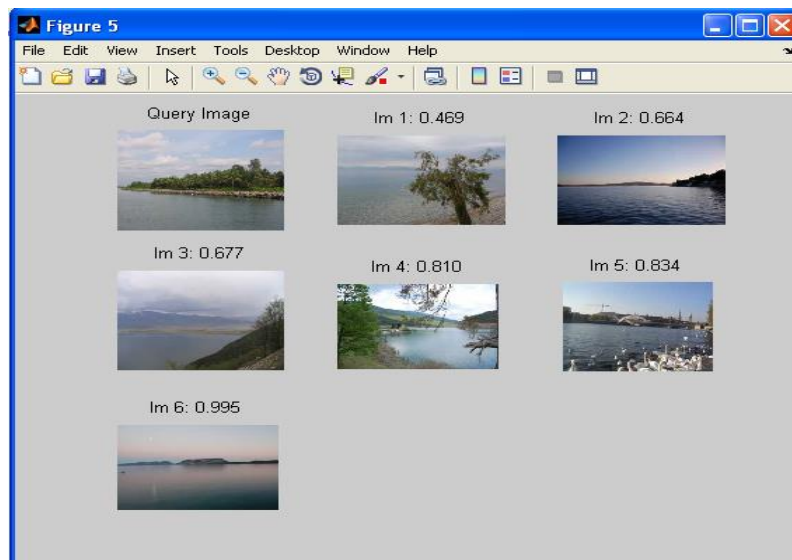 Figure 5
File Edit View Insert Tools Desktop Window Help
Query Image Im 1: 0.469 Im 2: 0.664
Im 3: 0.677 Im 4: 0.810 Im 5: 0.834
Im 6: 0.995